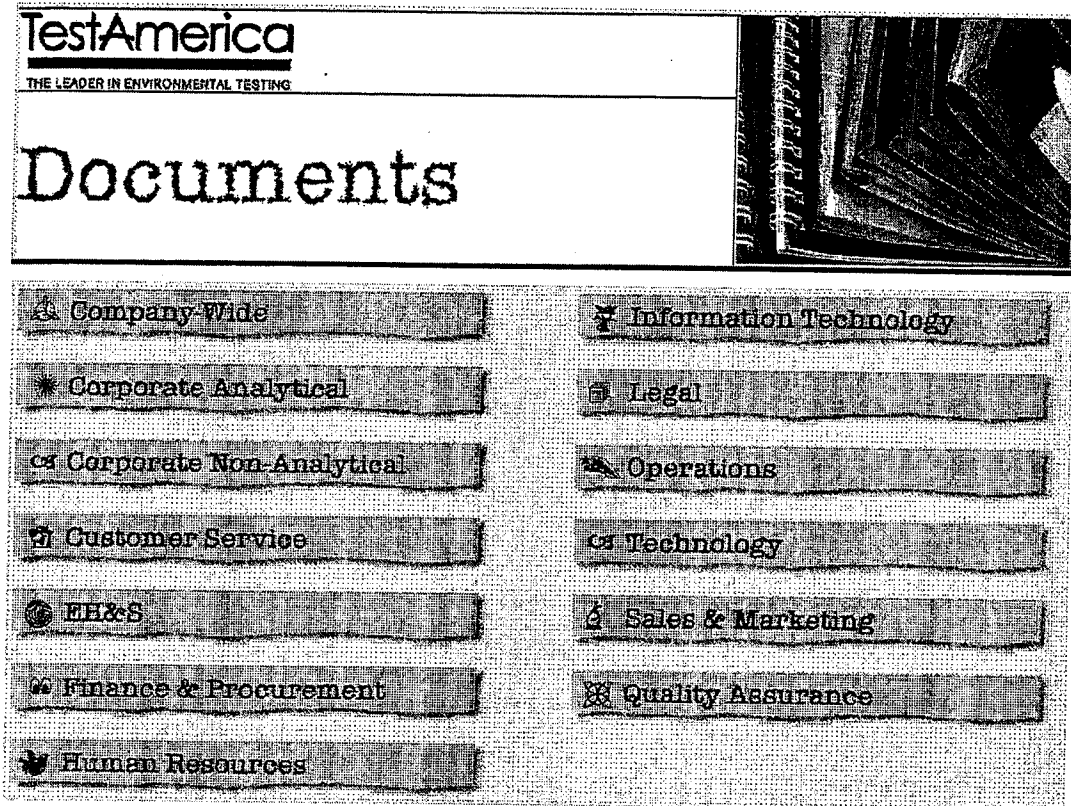 TestAmerica
THE LEADER IN ENVIRONMENTAL TESTING
Documents
Company-Wide
Corporate Analytical
Corporate Non-Analytical
Customer Service
EH&S
Finance & Procurement
Human Resources
Information Technology
Legal
Operations
Technology
Sales & Marketing
Quality Assurance